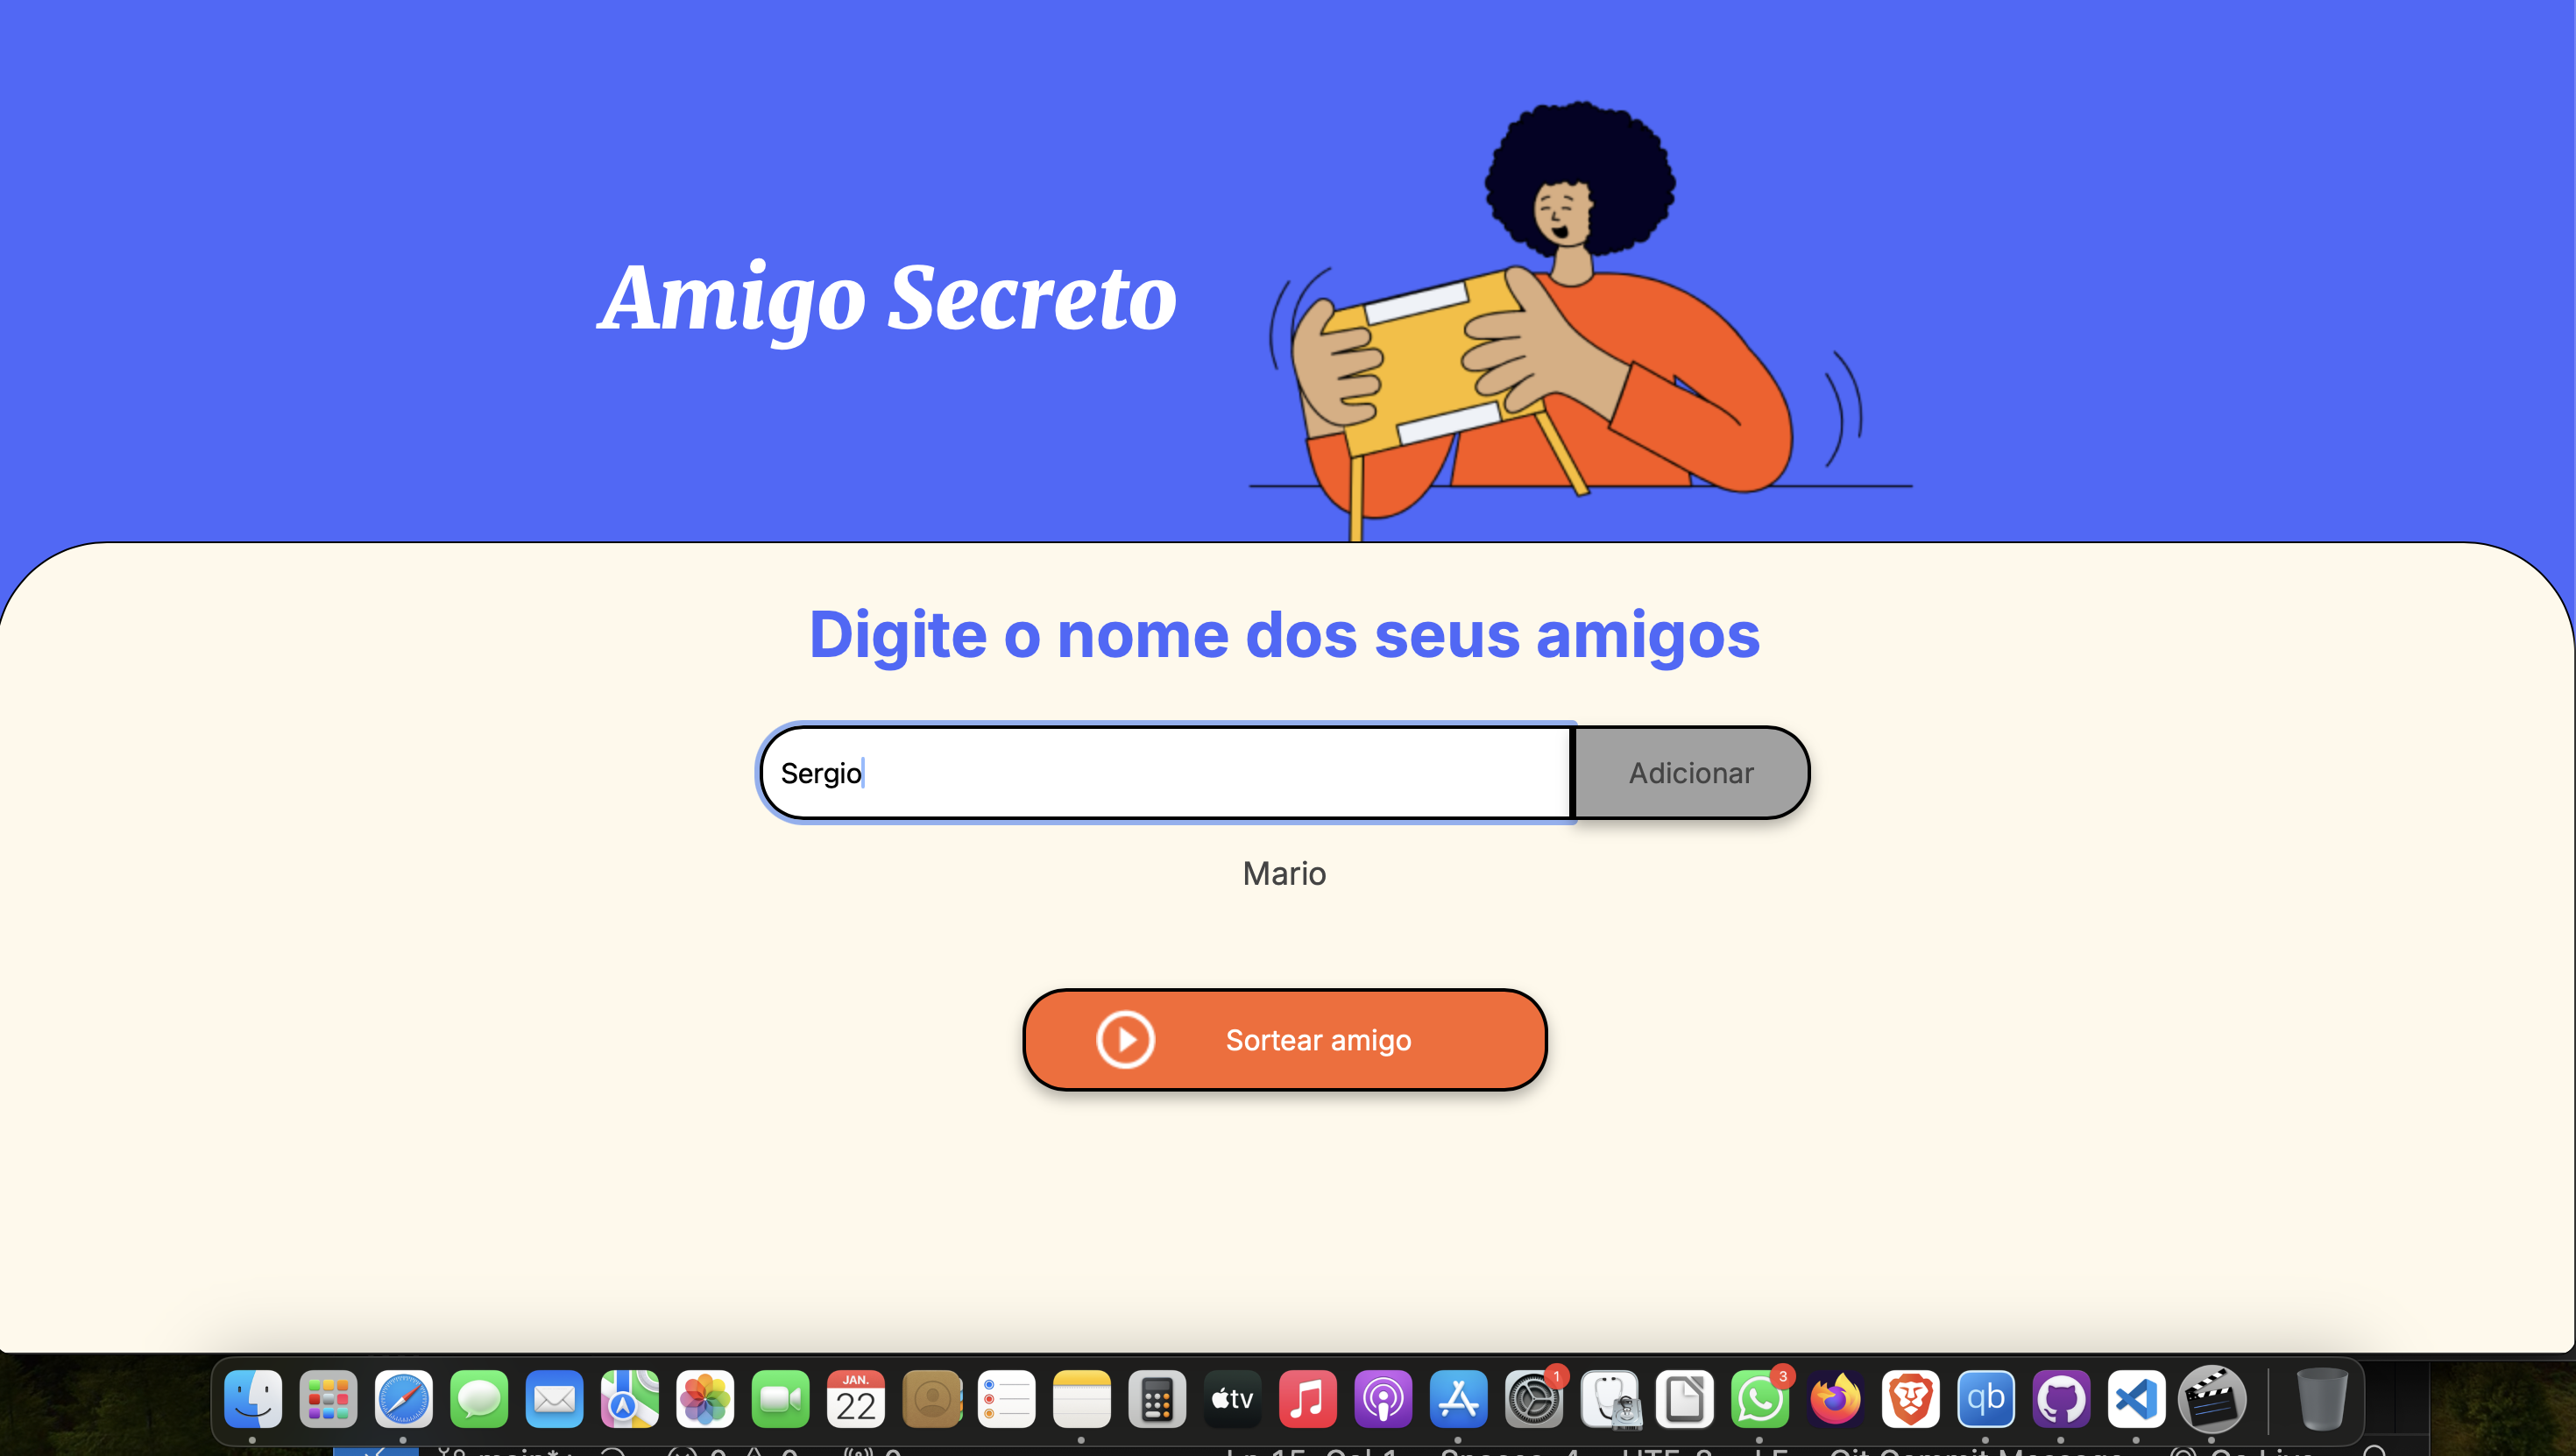 Amigo Secreto
Digite o nome dos seus amigos
Sergio
Adicionar
Mario
Sortear amigo
JAN.
22
tv
1
3
qb